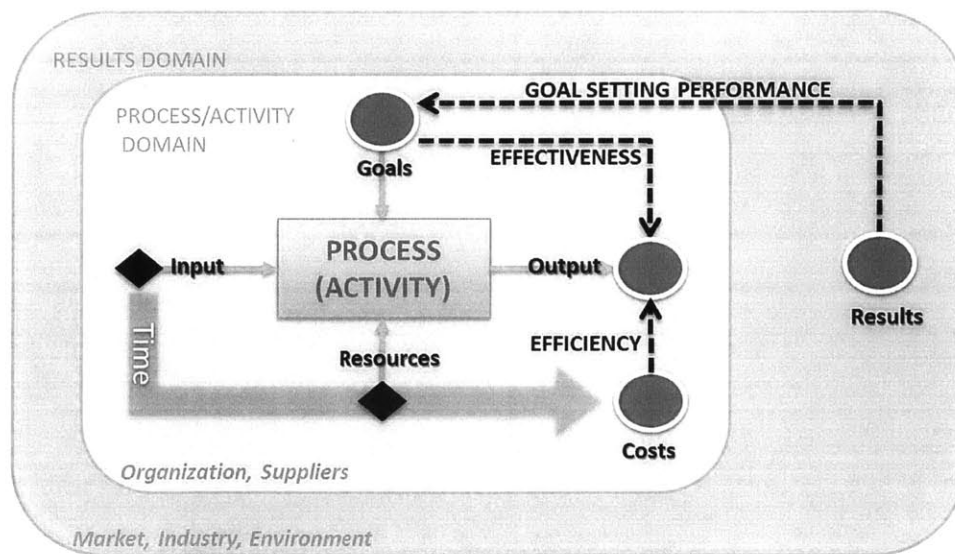 RESULTS DOMAIN
GOAL SETTING PERFORMANCE
PROCESS/ACTIVITY
DOMAIN
EFFECTIVENESS
Goals
PROCESS
(ACTIVITY)
Input
Output
Time
Resources
EFFICIENCY
Results
Costs
Organization, Suppliers
Market, Industry, Environment